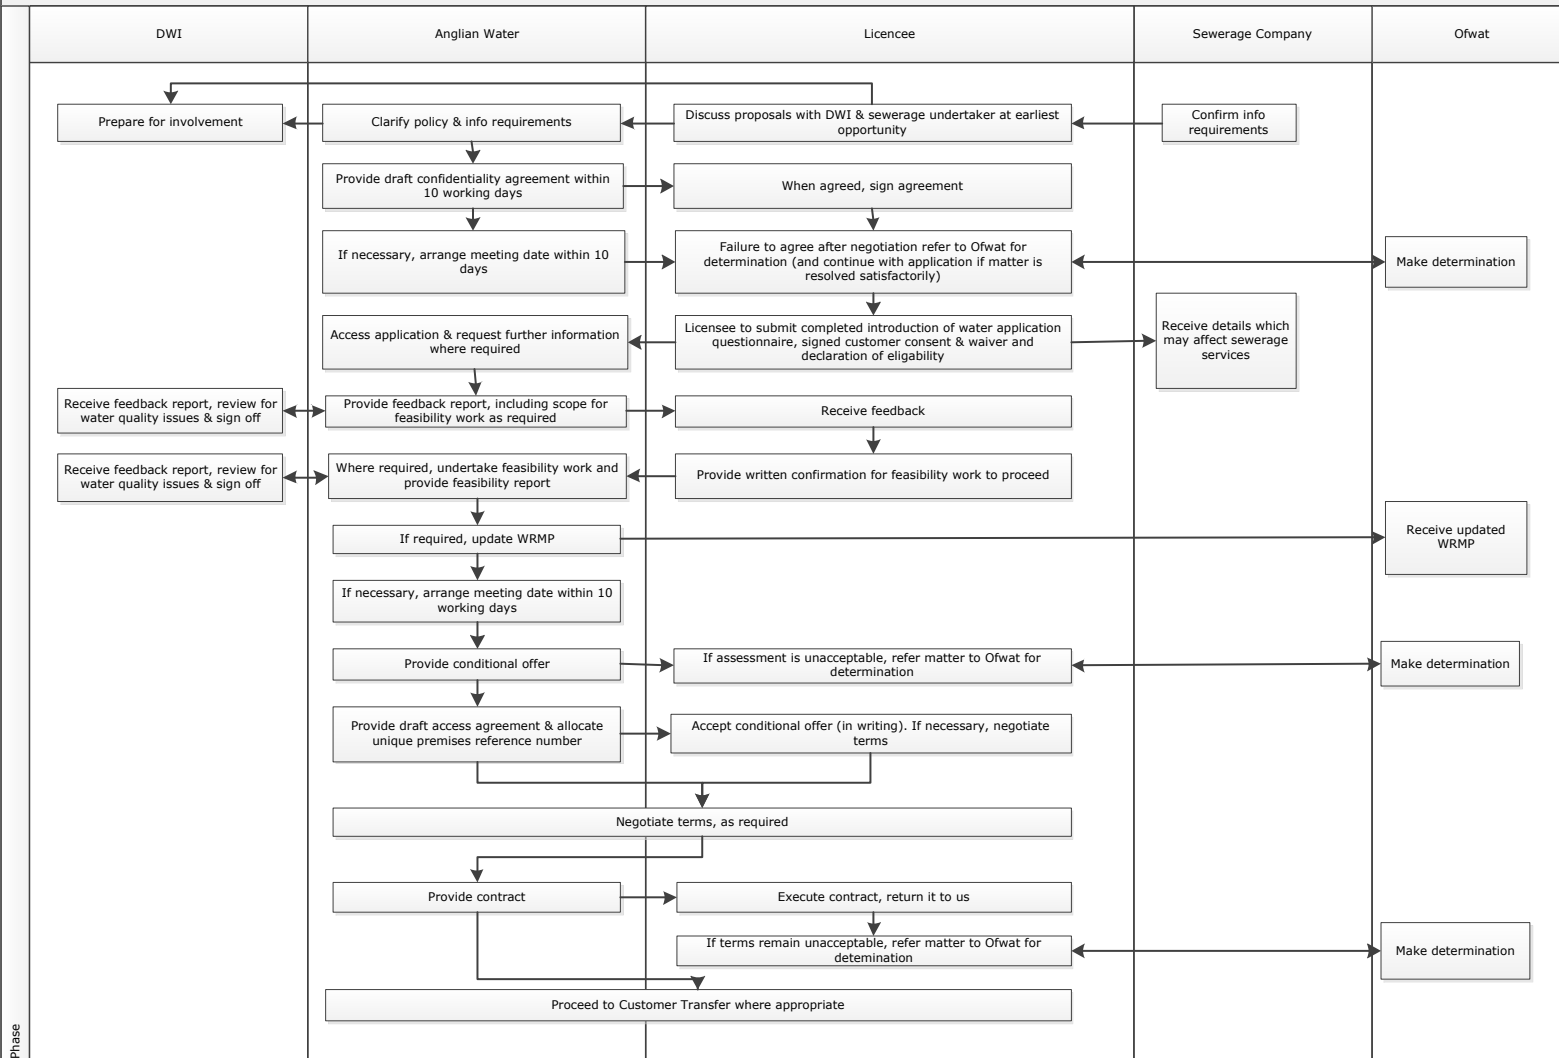 DWI
Anglian Water
Licencee
Sewerage Company
Ofwat
Prepare for involvement
Clarify policy & info requirements
Discuss proposals with DWI & sewerage undertaker at earliest
opportunity
Confirm info
requirements
Provide draft confidentiality agreement within
10 working days
When agreed, sign agreement
If necessary, arrange meeting date within 10
days
Failure to agree after negotiation refer to Ofwat for
determination (and continue with application if matter is
resolved satisfactorily)
Make determination
Access application & request further information
where required
Licensee to submit completed introduction of water application
questionnaire, signed customer consent & waiver and
declaration of eligability
Receive details which
may affect sewerage
services
Receive feedback report, review for
water quality issues & sign off
Provide feedback report, including scope for
feasibility work as required
Receive feedback
Receive feedback report, review for
water quality issues & sign off
Where required, undertake feasibility work and
provide feasibility report
Provide written confirmation for feasibility work to proceed
If required, update WRMP
Receive updated
WRMP
If necessary, arrange meeting date within 10
working days
Provide conditional offer
If assessment is unacceptable, refer matter to Ofwat for
determination
Make determination
Provide draft access agreement & allocate
unique premises reference number
Accept conditional offer (in writing). If necessary, negotiate
terms
Negotiate terms, as required
Provide contract
Execute contract, return it to us
If terms remain unacceptable, refer matter to Ofwat for
detemination
Make determination
Proceed to Customer Transfer where appropriate
Phase